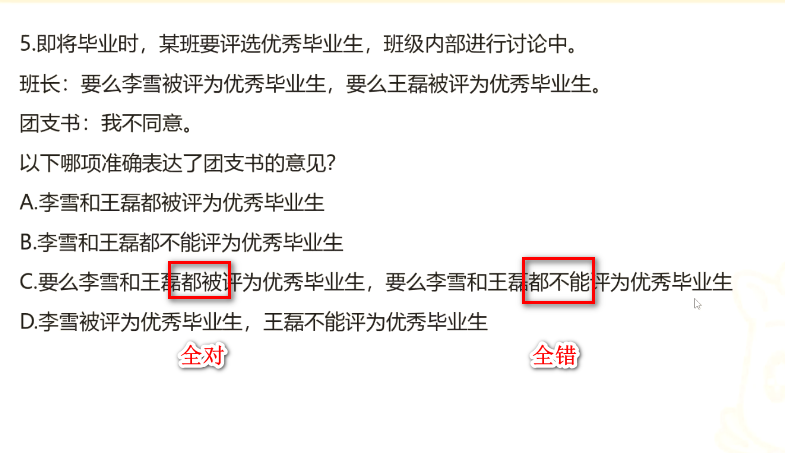 5.即将毕业时，某班要评选优秀毕业生，班级内部进行讨论中。
班长：要么李雪被评为优秀毕业生，要么王磊被评为优秀毕业生。
团支书：我不同意。
以下哪项准确表达了团支书的意见？
A.李雪和王磊都被评为优秀毕业生
B.李雪和王磊都不能评为优秀毕业生
C.要么李雪和王磊都被评为优秀毕业生，要么李雪和王磊都不能评为优秀毕业生
D.李雪被评为优秀毕业生，王磊不能评为优秀毕业生
全对 全错